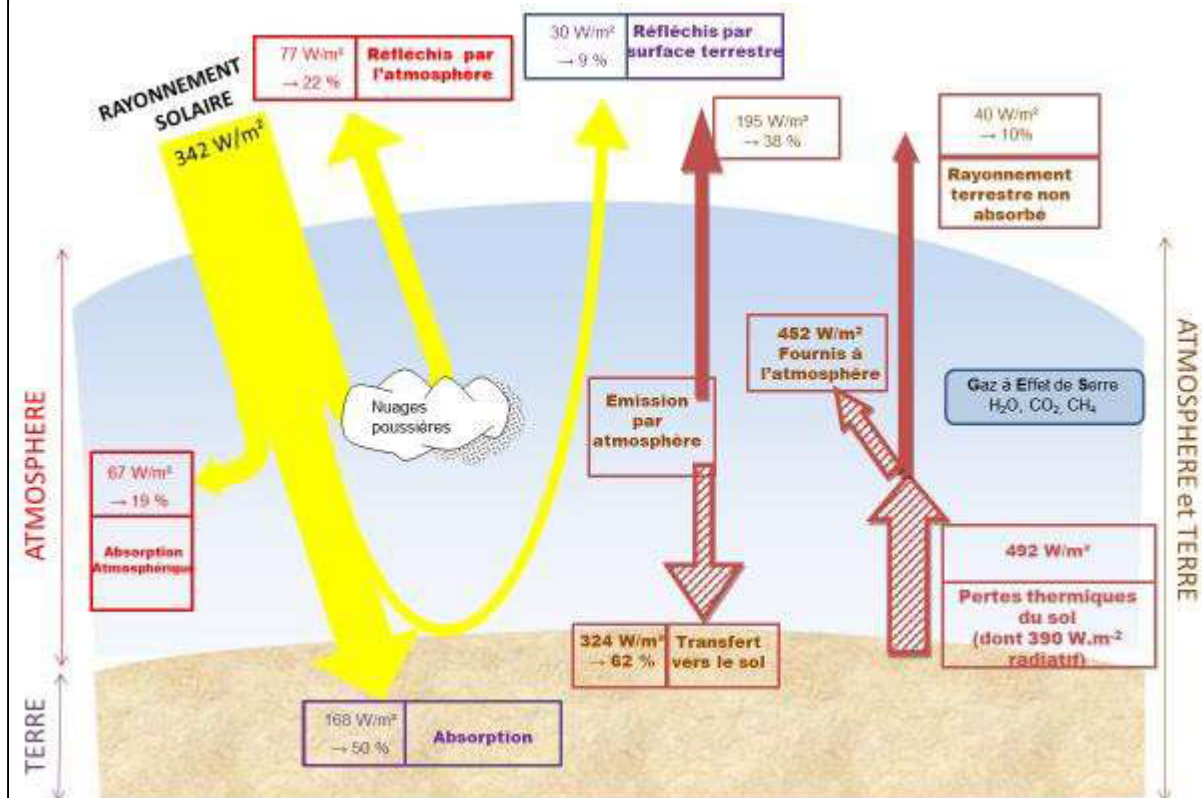 RAYONNEMENT
SOLAIRE
342 W/m²
77 W/m²
→ 22 %
Réfléchis par
l'atmosphère
30 W/m²
→ 9 %
Réfléchis par
surface terrestre
195 W/m²
→ 38 %
40 W/m²
→ 10%
Rayonnement
terrestre non
absorbé
ATMOSPHERE
TERRE
ATMOSPHERE et TERRE
Nuages
poussières
67 W/m²
→ 19 %
Absorption
Atmosphérique
Emission par
atmosphère
452 W/m²
Fournis à
l'atmosphère
Gaz à Effet de Serre
H₂O, CO₂, CH₄
492 W/m²
Pertes thermiques
du sol
(dont 390 W.m⁻²
radiatif)
324 W/m²
→ 62 %
Transfert
vers le sol
168 W/m²
→ 50 %
Absorption